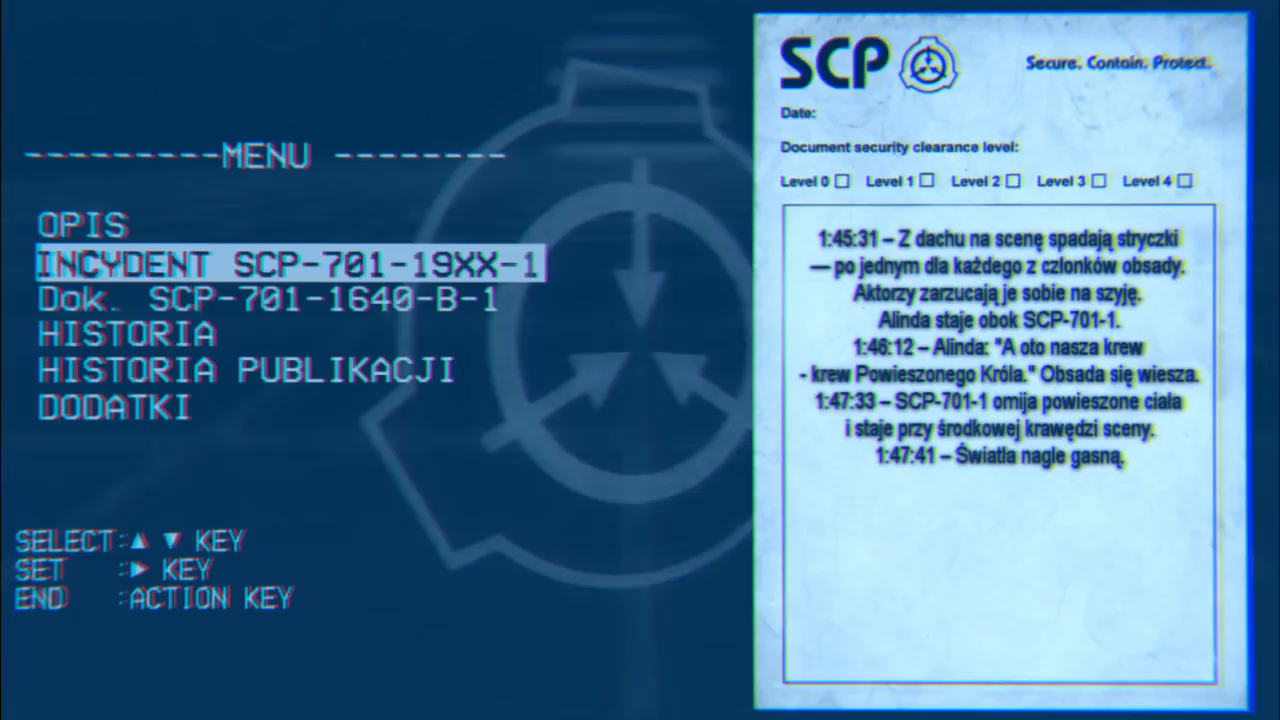 ---------MENU --------
OPIS
INCYDENT SCP-701-19XX-1
Dok. SCP-701-1640-B-1
HISTORIA
HISTORIA PUBLIKACJI
DODATKI
SELECT:▲ ▼ KEY
SET :► KEY
END :ACTION KEY
SCP
Secure. Contain. Protect.
Date:
Document security clearance level:
Level 0 ☐ Level 1 ☐ Level 2 ☐ Level 3 ☐ Level 4 ☐
1:45:31 – Z dachu na scenę spadają stryczki
— po jednym dla każdego z członków obsady.
Aktorzy zarzucają je sobie na szyję.
Alinda staje obok SCP-701-1.
1:46:12 – Alinda: "A oto nasza krew
- krew Powieszonego Króla." Obsada się wiesza.
1:47:33 – SCP-701-1 omija powieszone ciała
i staje przy środkowej krawędzi sceny.
1:47:41 – Światla nagle gasną.